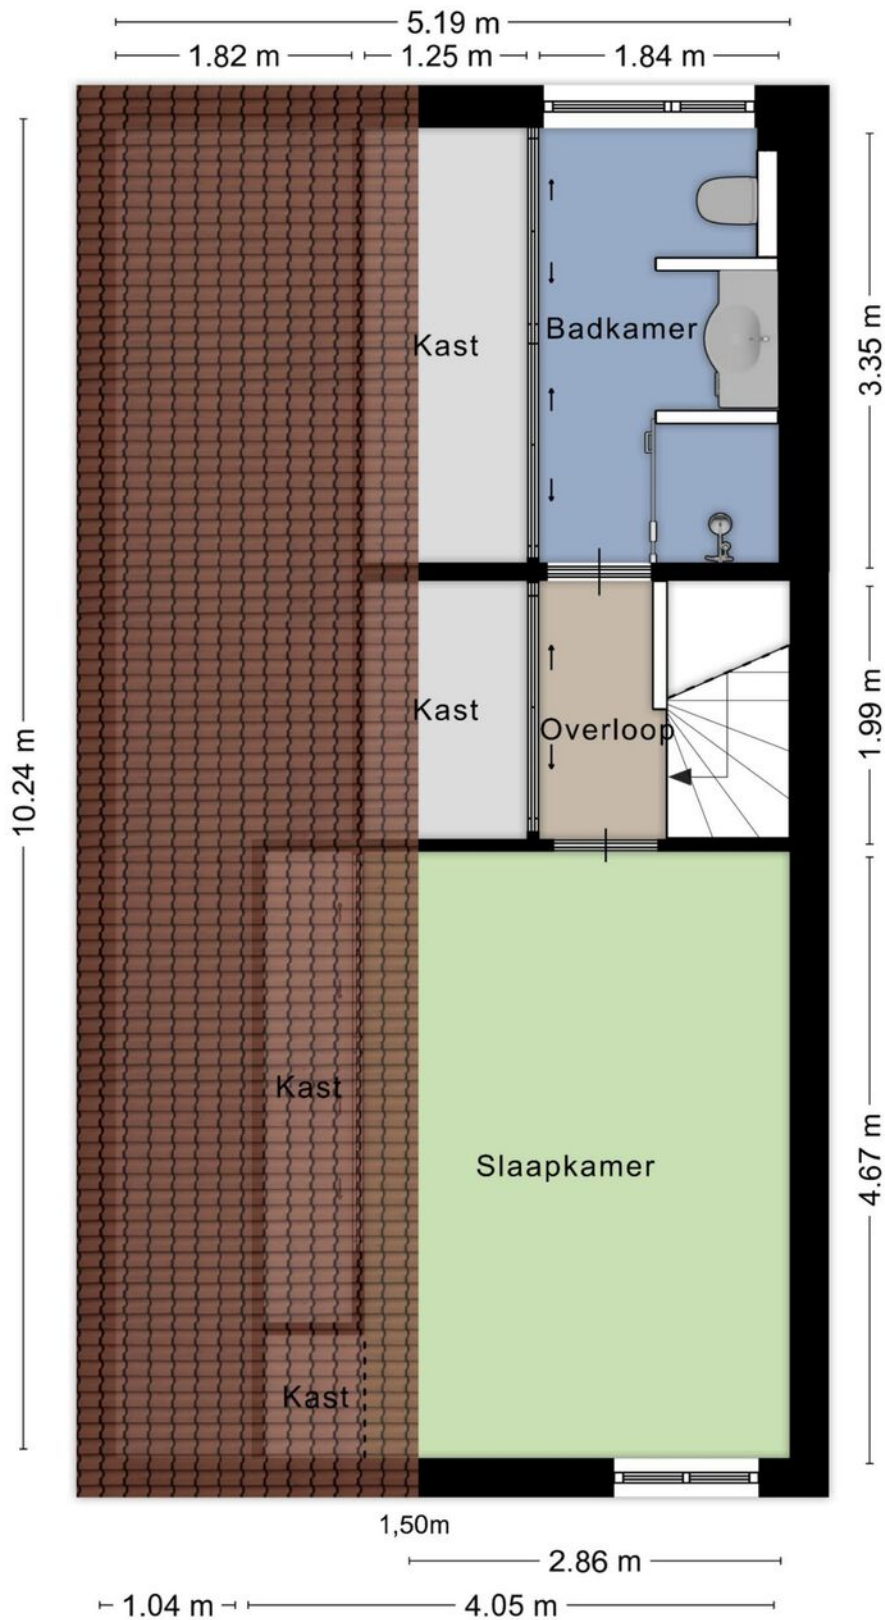 5.19 m
1.82 m
1.25 m
1.84 m
Badkamer
Kast
3.35 m
Kast
Overloop
1.99 m
10.24 m
Kast
Slaapkamer
4.67 m
Kast
1,50m
2.86 m
1.04 m
4.05 m